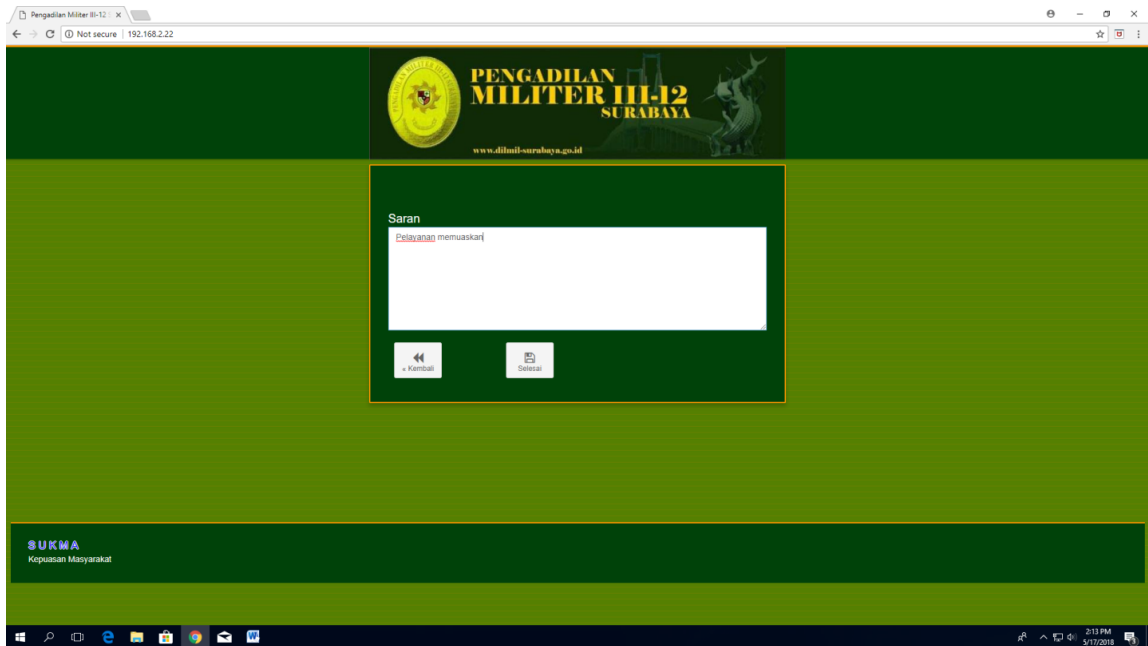 Pengadilan Militer III-12
Not secure | 192.168.2.22
PENGADILAN
MILITER III-12
SURABAYA
www.dilmil-surabaya.go.id
Saran
Pelayanan memuaskan
« Kembali
Selesai
SUKMA
Kepuasan Masyarakat
2:13 PM
5/17/2018